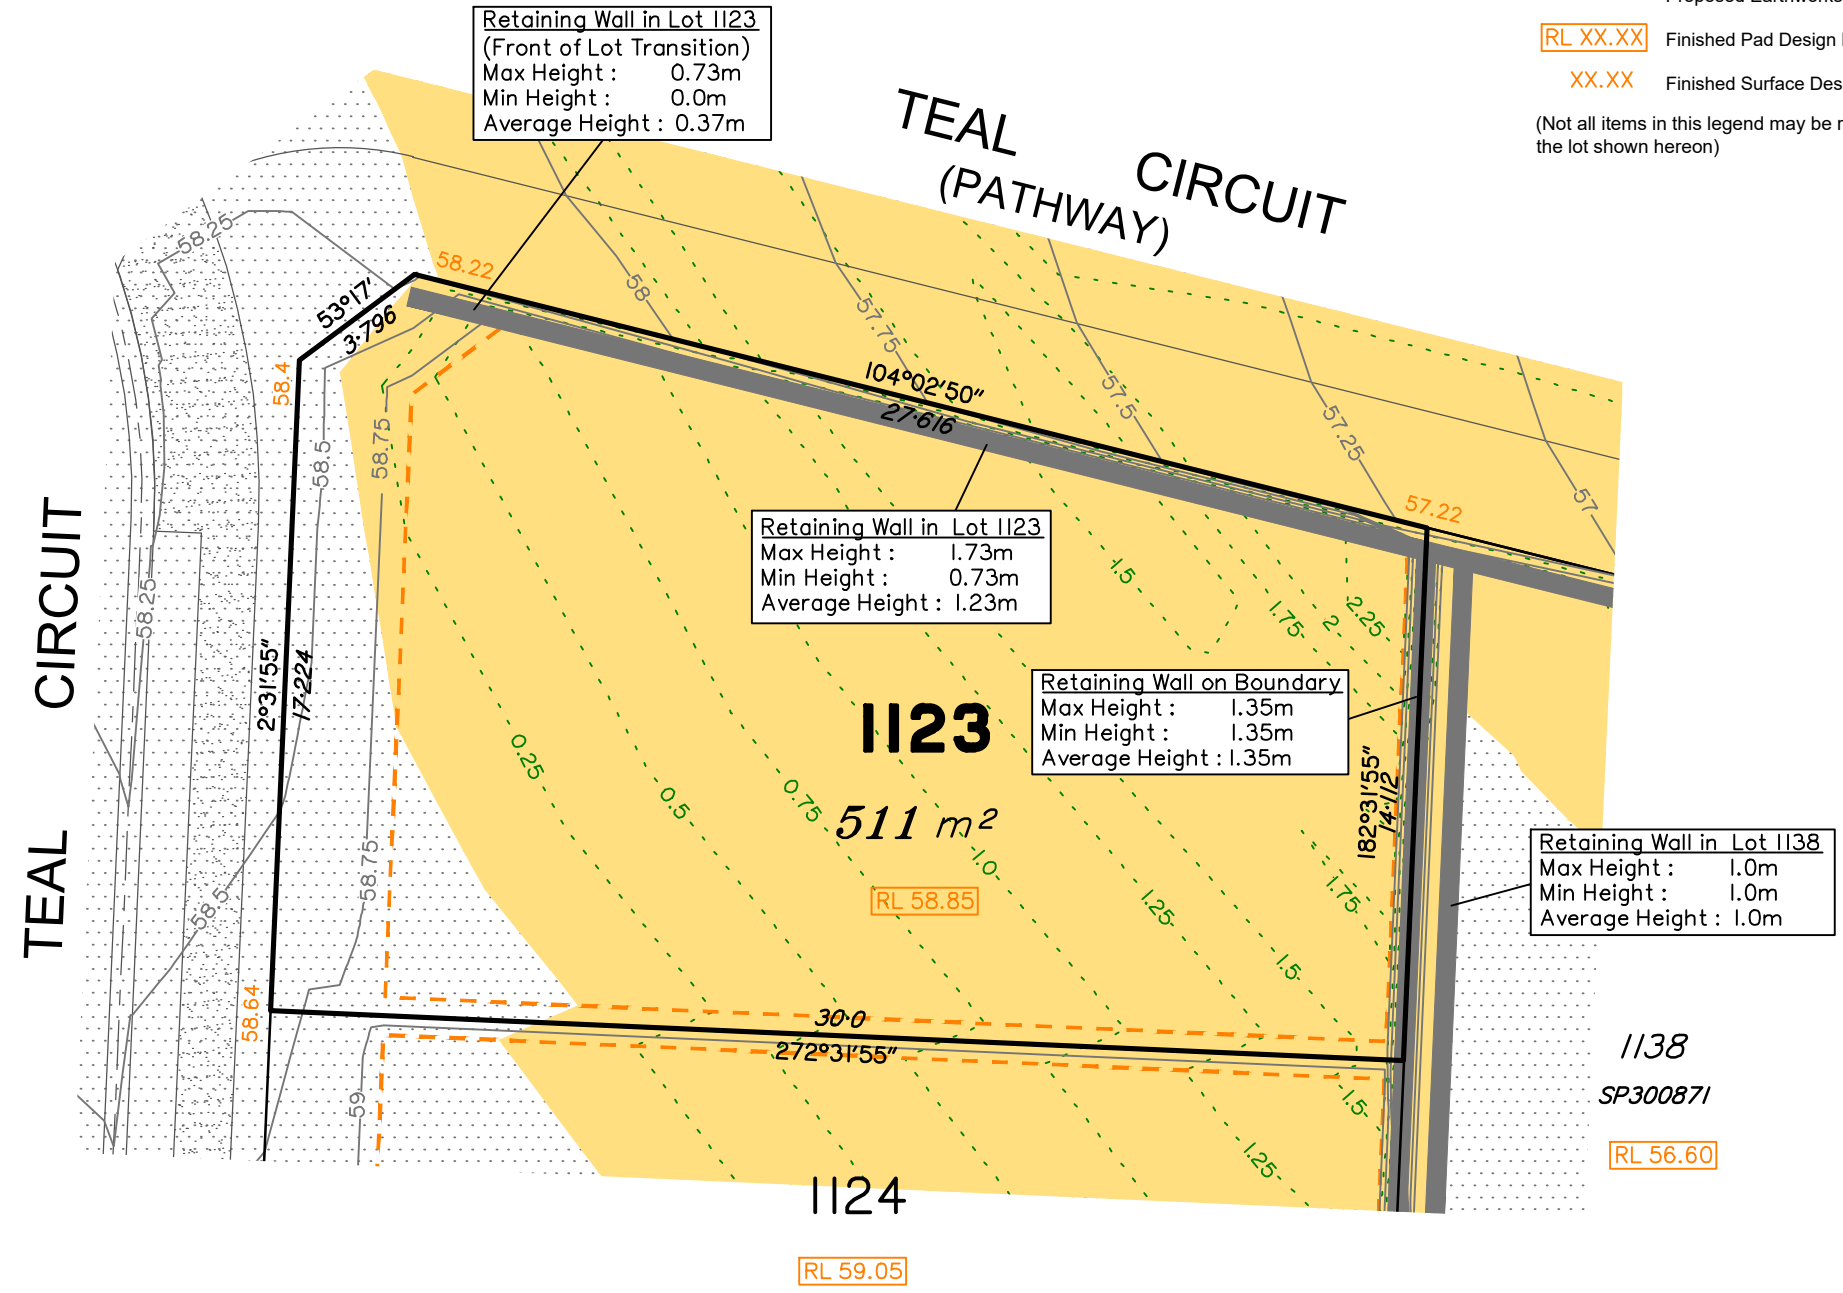 Retaining Wall in Lot 1123
(Front of Lot Transition)
Max Height : 0.73m
Min Height : 0.0m
Average Height : 0.37m
RL XX.XX Finished Pad Design
XX.XX Finished Surface Des
(Not all items in this legend may be
the lot shown hereon)
TEAL CIRCUIT
(PATHWAY)
58.25
58.22
53°17'
3·796
58
57.75
57.5
57.25
57
58.4
104°02'50"
27·616
57.22
58.5
58.75
Retaining Wall in Lot 1123
Max Height : 1.73m
Min Height : 0.73m
Average Height : 1.23m
1.5
1.75
2
2.25
TEAL CIRCUIT
58.25
2°31'55"
17·224
Retaining Wall on Boundary
Max Height : 1.35m
Min Height : 1.35m
Average Height : 1.35m
1123
511 m²
RL 58.85
0.25
0.5
0.75
1.0
1.25
1.5
1.75
182°31'55"
14·112
Retaining Wall in Lot 1138
Max Height : 1.0m
Min Height : 1.0m
Average Height : 1.0m
58.75
58.5
58.64
30·0
272°31'55"
59
1.5
1.25
1138
SP300871
RL 56.60
1124
RL 59.05